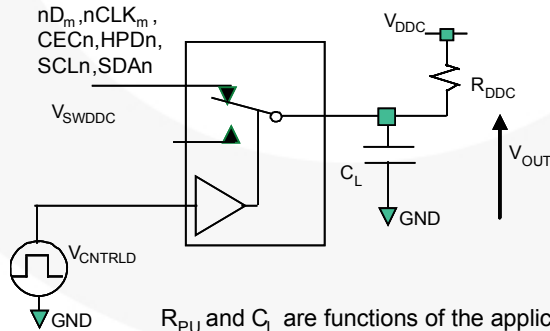 nDm,nCLKm,
CECn,HPDn,
SCLn,SDAn
VSWDDC
VDDC
RDDC
VOUT
CL
GND
VCNTRLD
GND
RPU and CL are functions of the applic